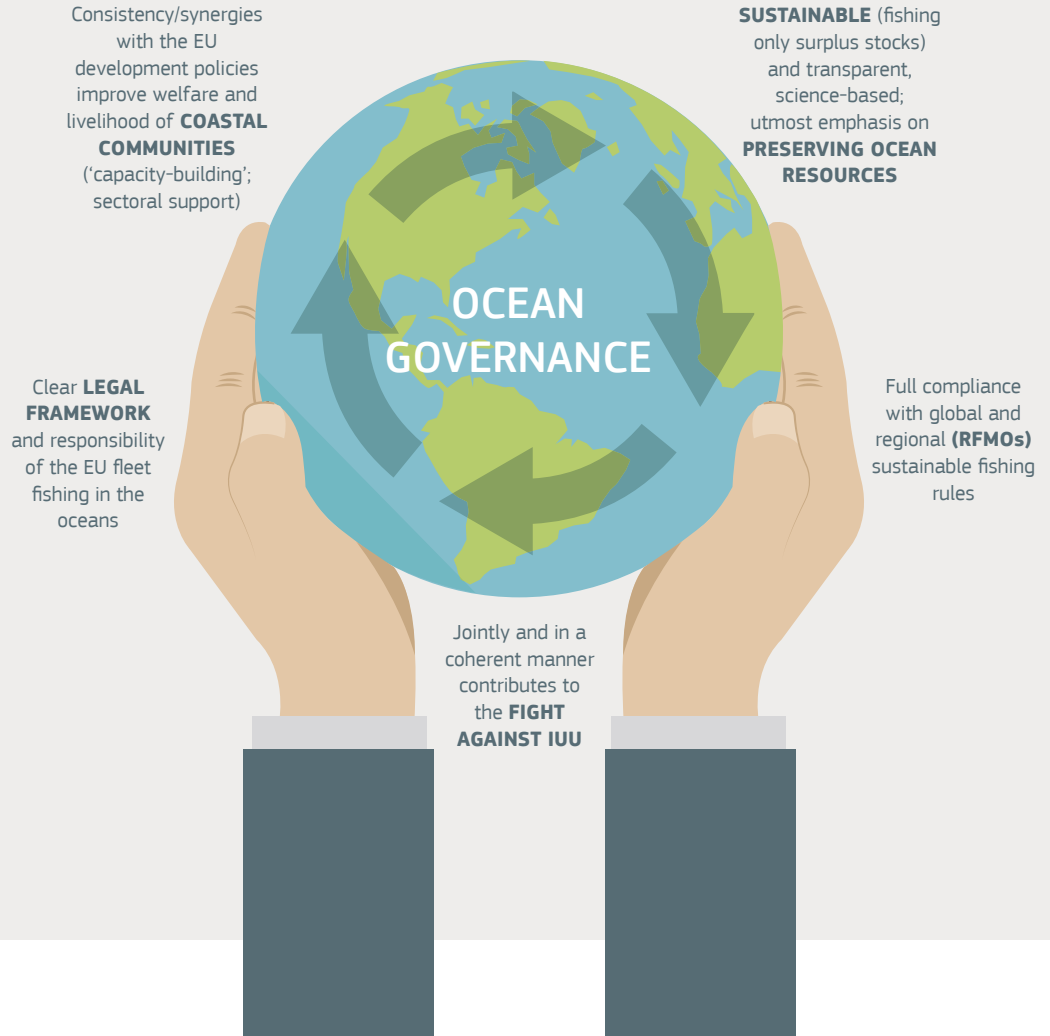 Consistency/synergies
with the EU
development policies
improve welfare and
livelihood of COASTAL
COMMUNITIES
(‘capacity-building’;
sectoral support)
SUSTAINABLE (fishing
only surplus stocks)
and transparent,
science-based;
utmost emphasis on
PRESERVING OCEAN
RESOURCES
OCEAN
GOVERNANCE
Clear LEGAL
FRAMEWORK
and responsibility
of the EU fleet
fishing in the
oceans
Full compliance
with global and
regional (RFMOs)
sustainable fishing
rules
Jointly and in a
coherent manner
contributes to
the FIGHT
AGAINST IUU